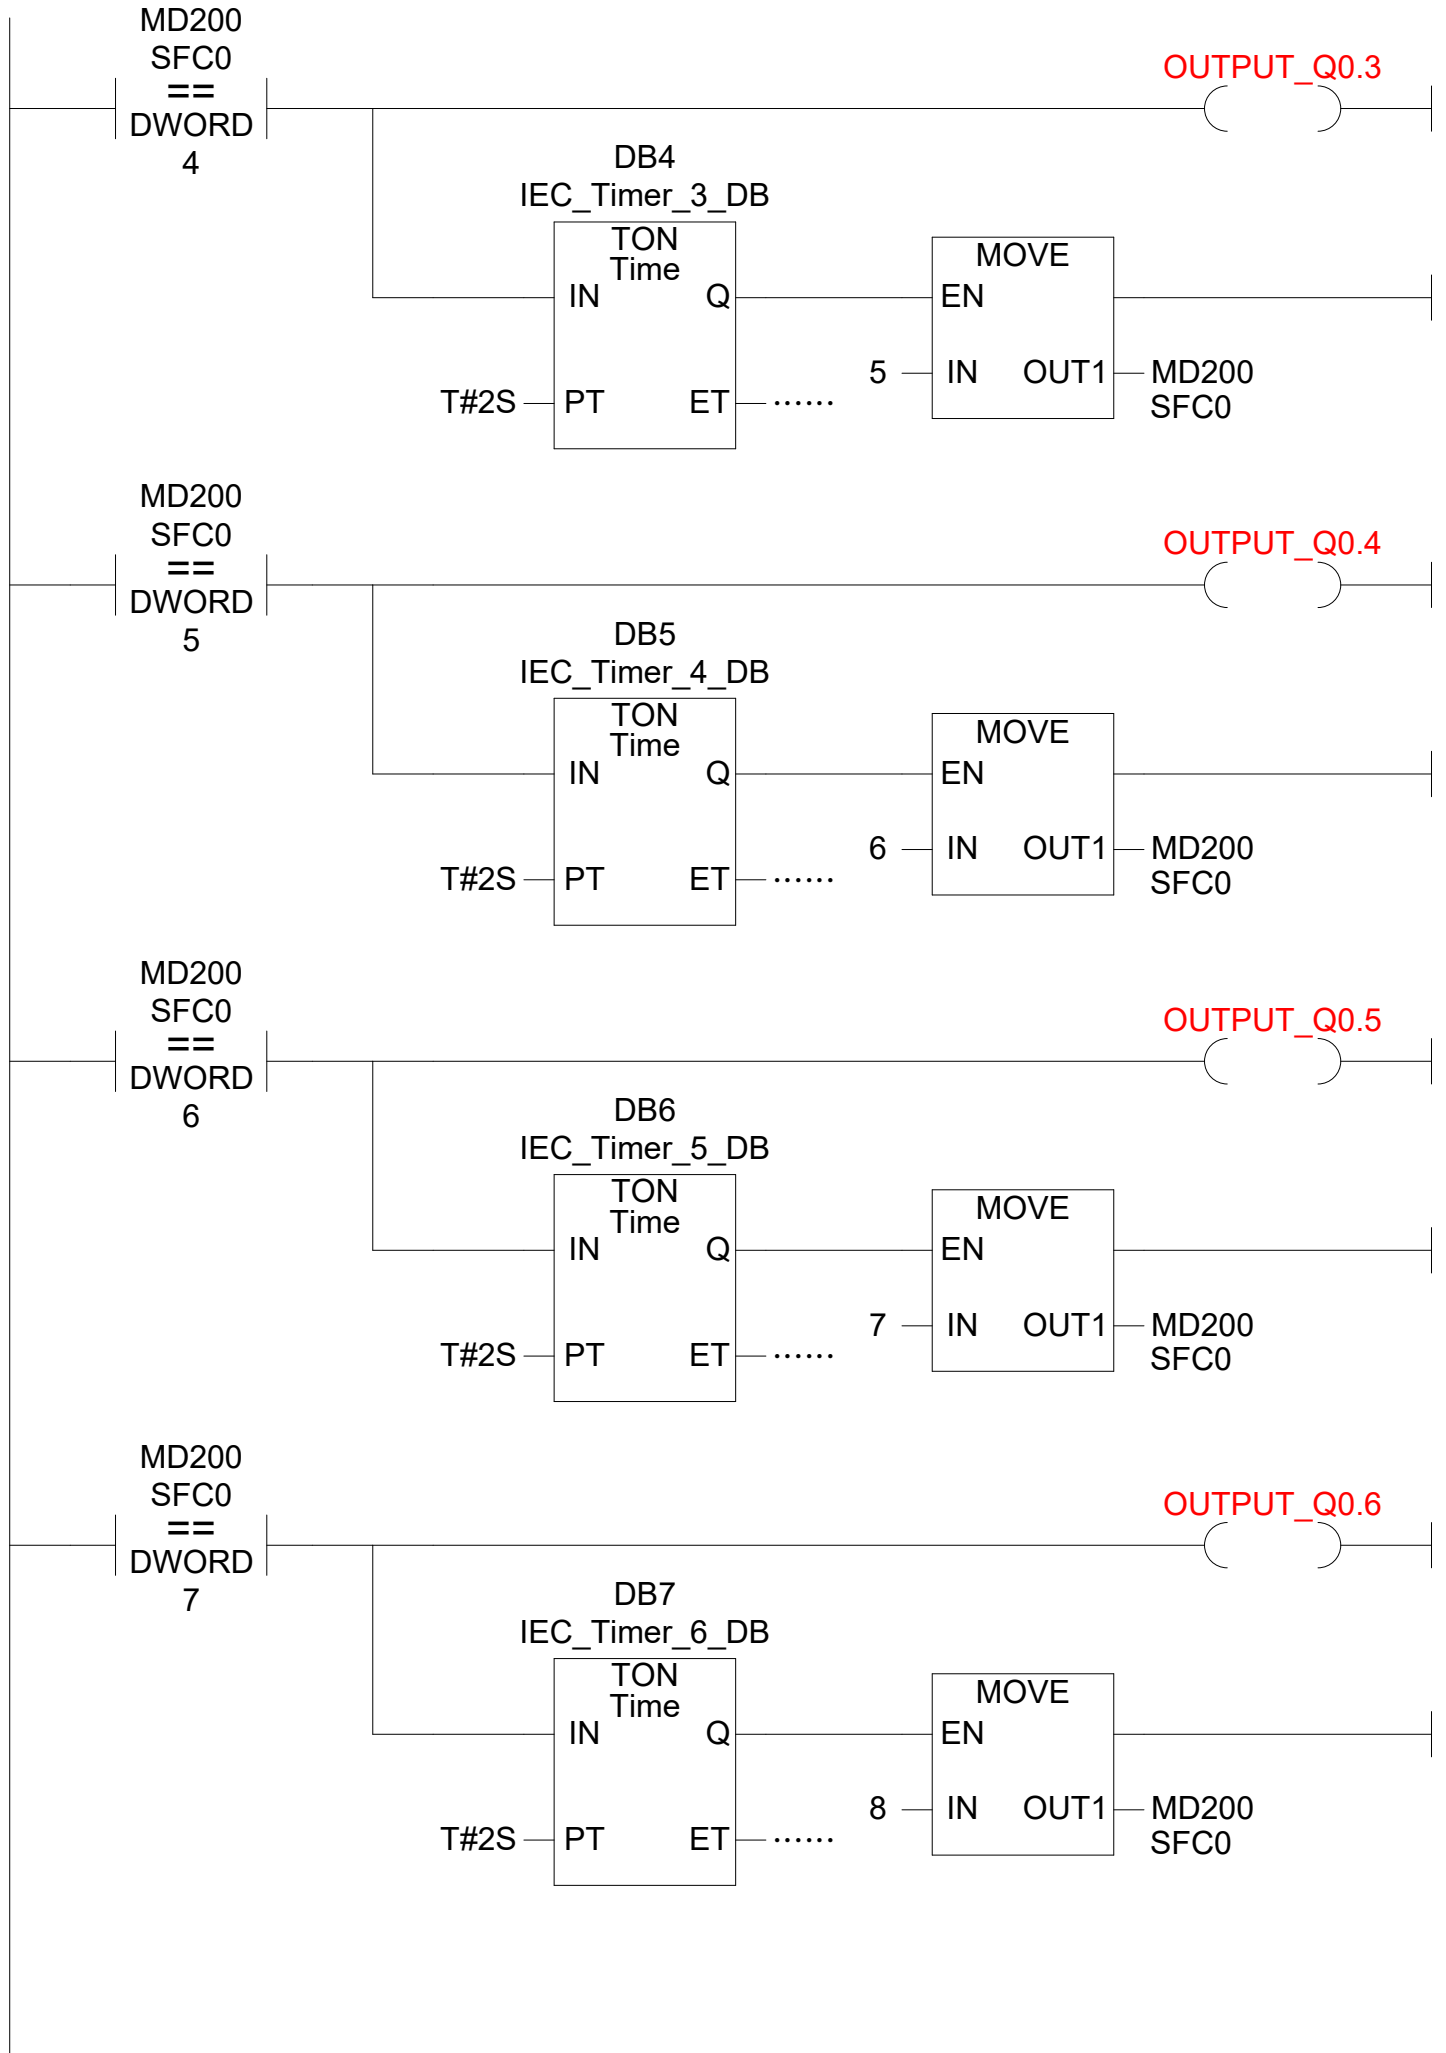 MD200
SFC0
==
DWORD
4
OUTPUT_Q0.3
DB4
IEC_Timer_3_DB
TON
Time
IN Q
T#2S PT ET ......
MOVE
EN
5 IN OUT1 MD200
SFC0
MD200
SFC0
==
DWORD
5
OUTPUT_Q0.4
DB5
IEC_Timer_4_DB
TON
Time
IN Q
T#2S PT ET ......
MOVE
EN
6 IN OUT1 MD200
SFC0
MD200
SFC0
==
DWORD
6
OUTPUT_Q0.5
DB6
IEC_Timer_5_DB
TON
Time
IN Q
T#2S PT ET ......
MOVE
EN
7 IN OUT1 MD200
SFC0
MD200
SFC0
==
DWORD
7
OUTPUT_Q0.6
DB7
IEC_Timer_6_DB
TON
Time
IN Q
T#2S PT ET ......
MOVE
EN
8 IN OUT1 MD200
SFC0